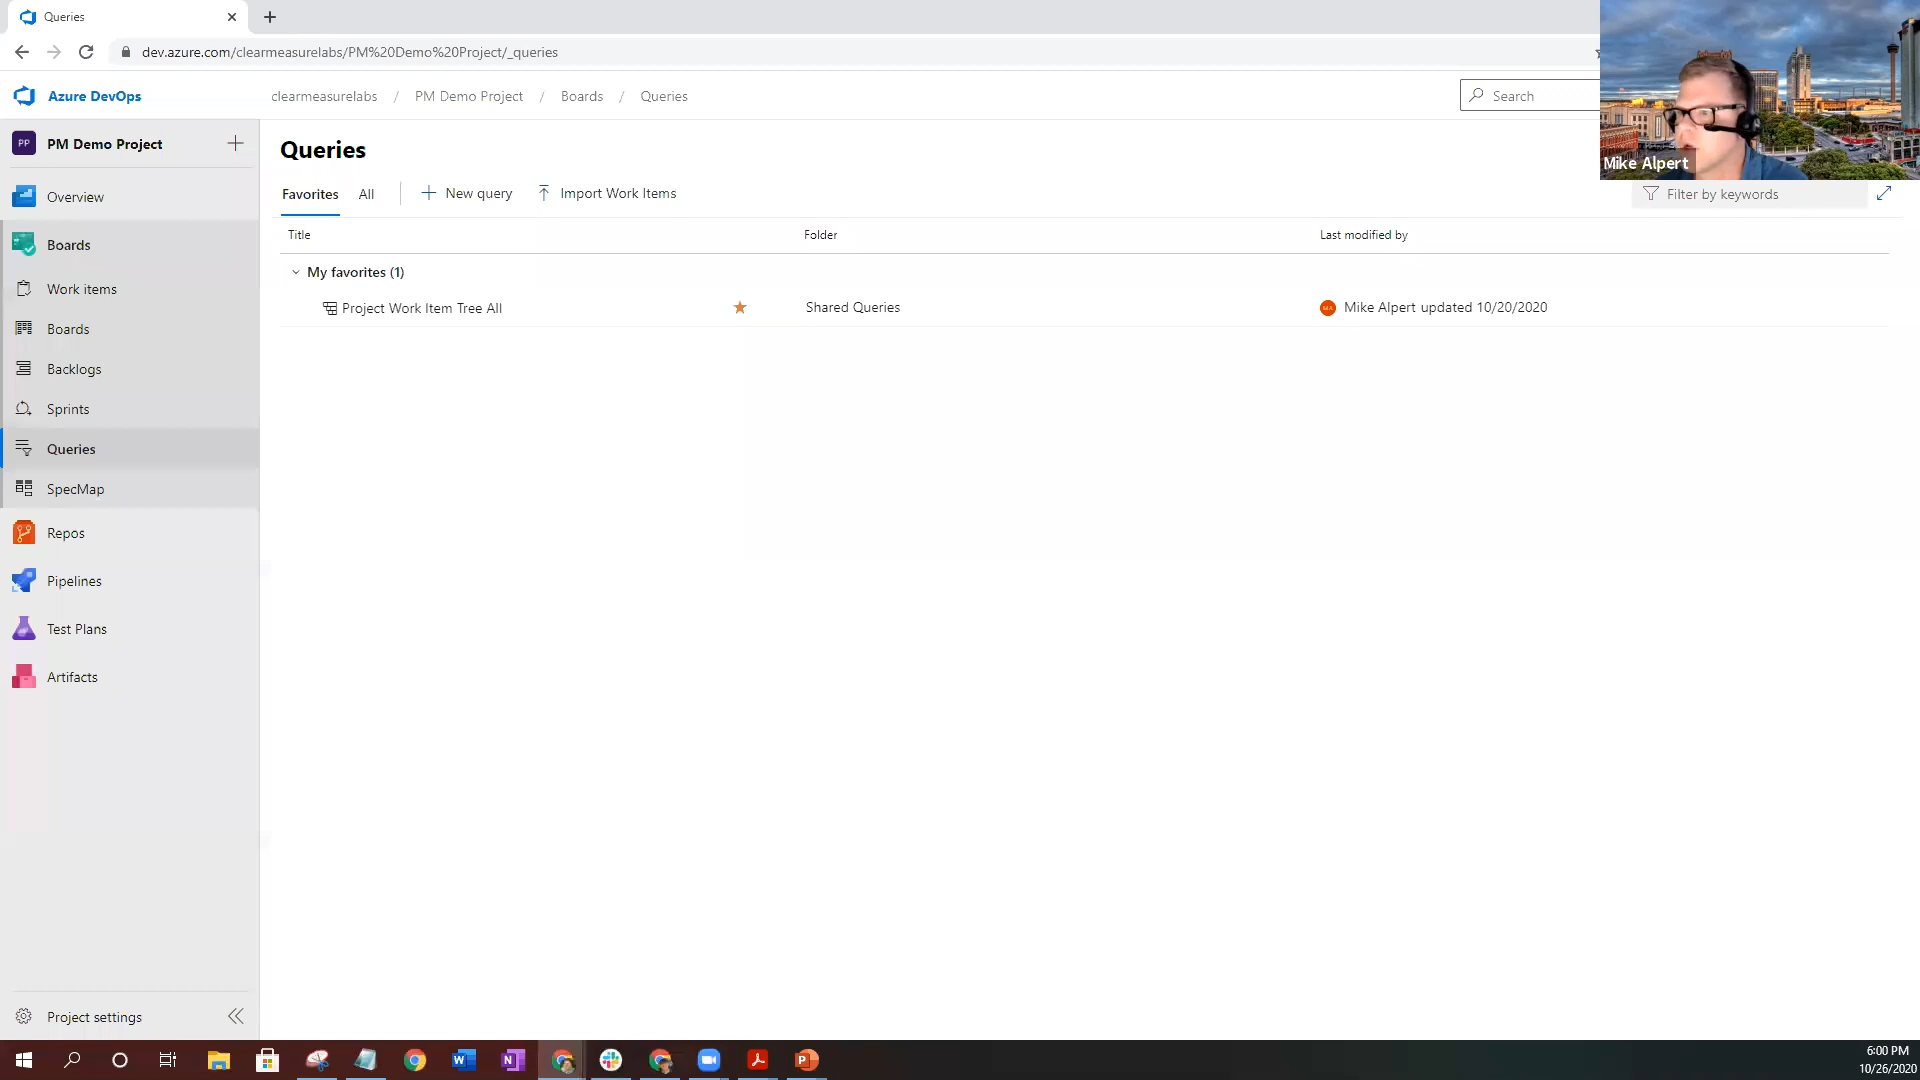 Queries
dev.azure.com/clearmeasurelabs/PM%20Demo%20Project/_queries
Azure DevOps
clearmeasurelabs / PM Demo Project / Boards / Queries
Search
Mike Alpert
PP PM Demo Project
Queries
Favorites All New query Import Work Items
Filter by keywords
Title Folder Last modified by
My favorites (1)
Project Work Item Tree All Shared Queries MA Mike Alpert updated 10/20/2020
Overview
Boards
Work items
Boards
Backlogs
Sprints
Queries
SpecMap
Repos
Pipelines
Test Plans
Artifacts
Project settings
6:00 PM
10/26/2020